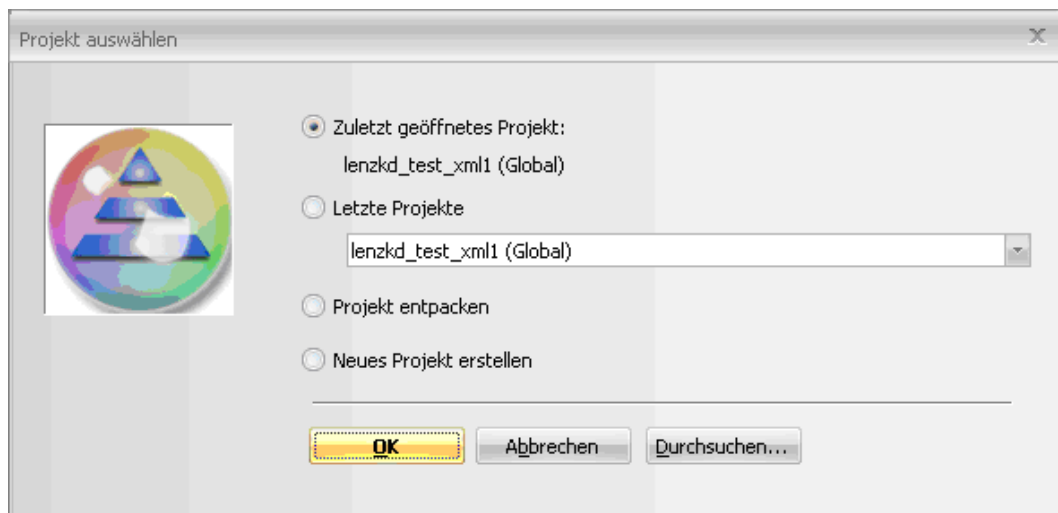 Projekt auswählen
Zuletzt geöffnetes Projekt:
lenzkd_test_xml1 (Global)
Letzte Projekte
lenzkd_test_xml1 (Global)
Projekt entpacken
Neues Projekt erstellen
OK Abbrechen Durchsuchen...